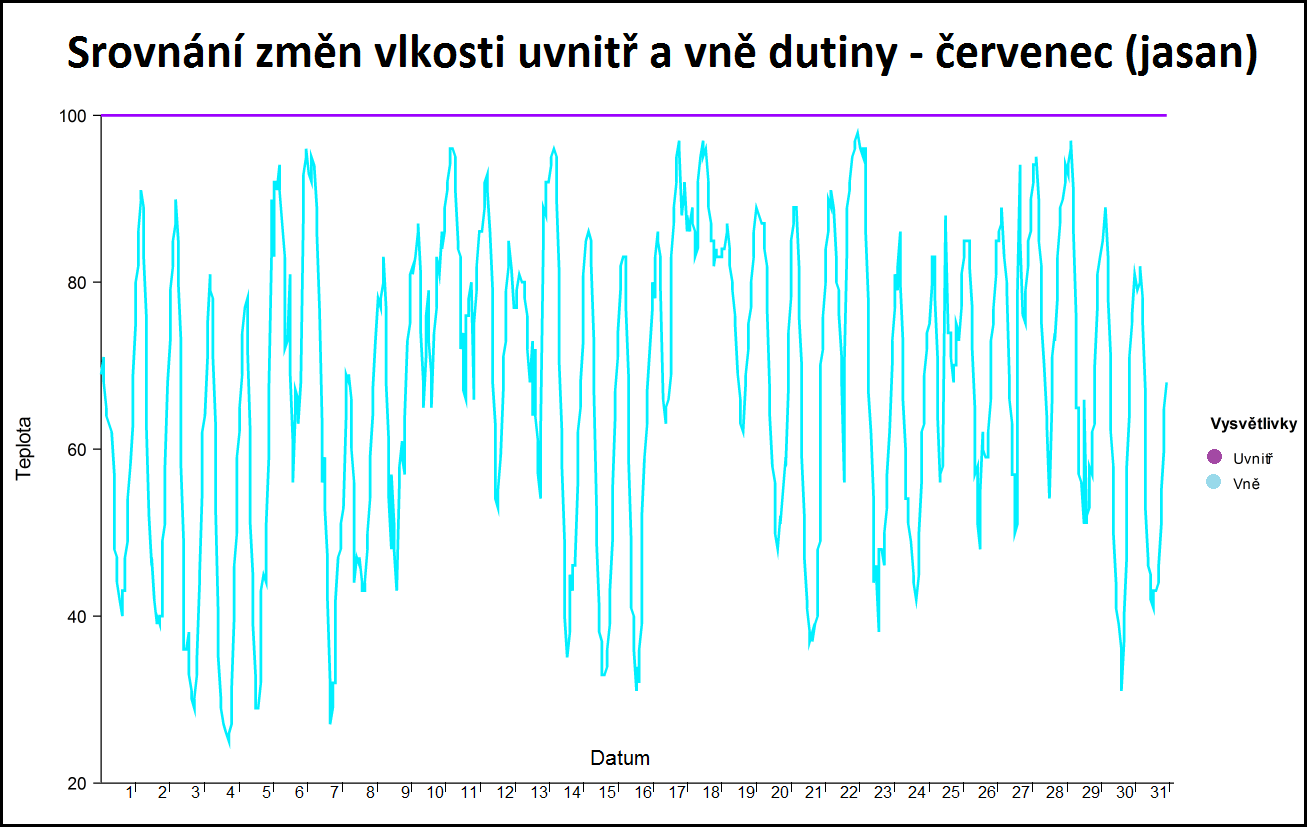 Srovnání změn vlkosti uvnitř a vně dutiny - červenec (jasan)
100
80
60
40
20
Teplota
Datum
1 2 3 4 5 6 7 8 9 10 11 12 13 14 15 16 17 18 19 20 21 22 23 24 25 26 27 28 29 30 31
Vysvětlivky
Uvnitř
Vně